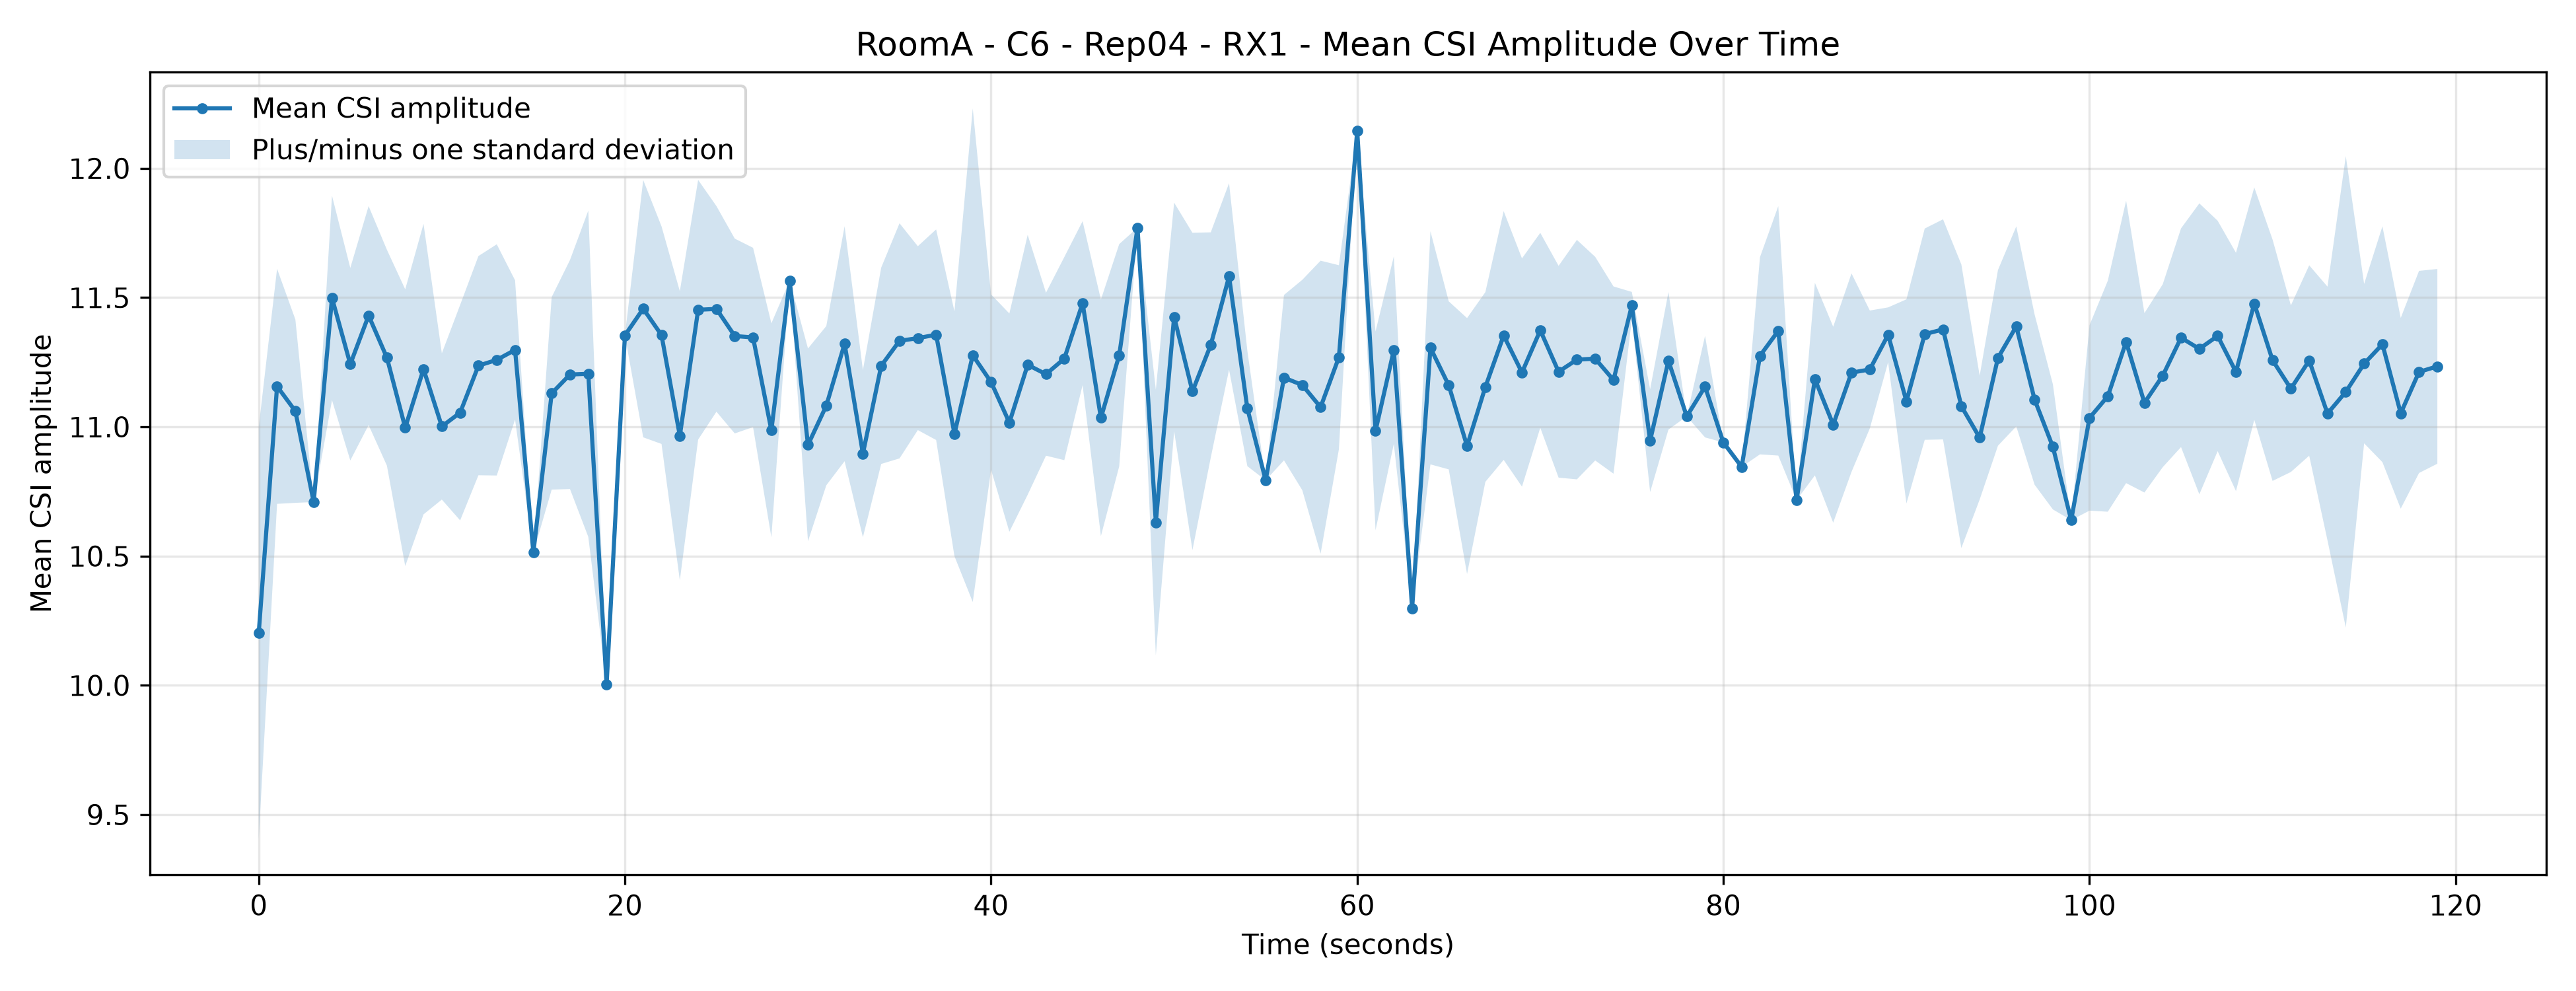 RoomA - C6 - Rep04 - RX1 - Mean CSI Amplitude Over Time
Mean CSI amplitude
Plus/minus one standard deviation
Mean CSI amplitude
12.0
11.5
11.0
10.5
10.0
9.5
0 20 40 60 80 100 120
Time (seconds)